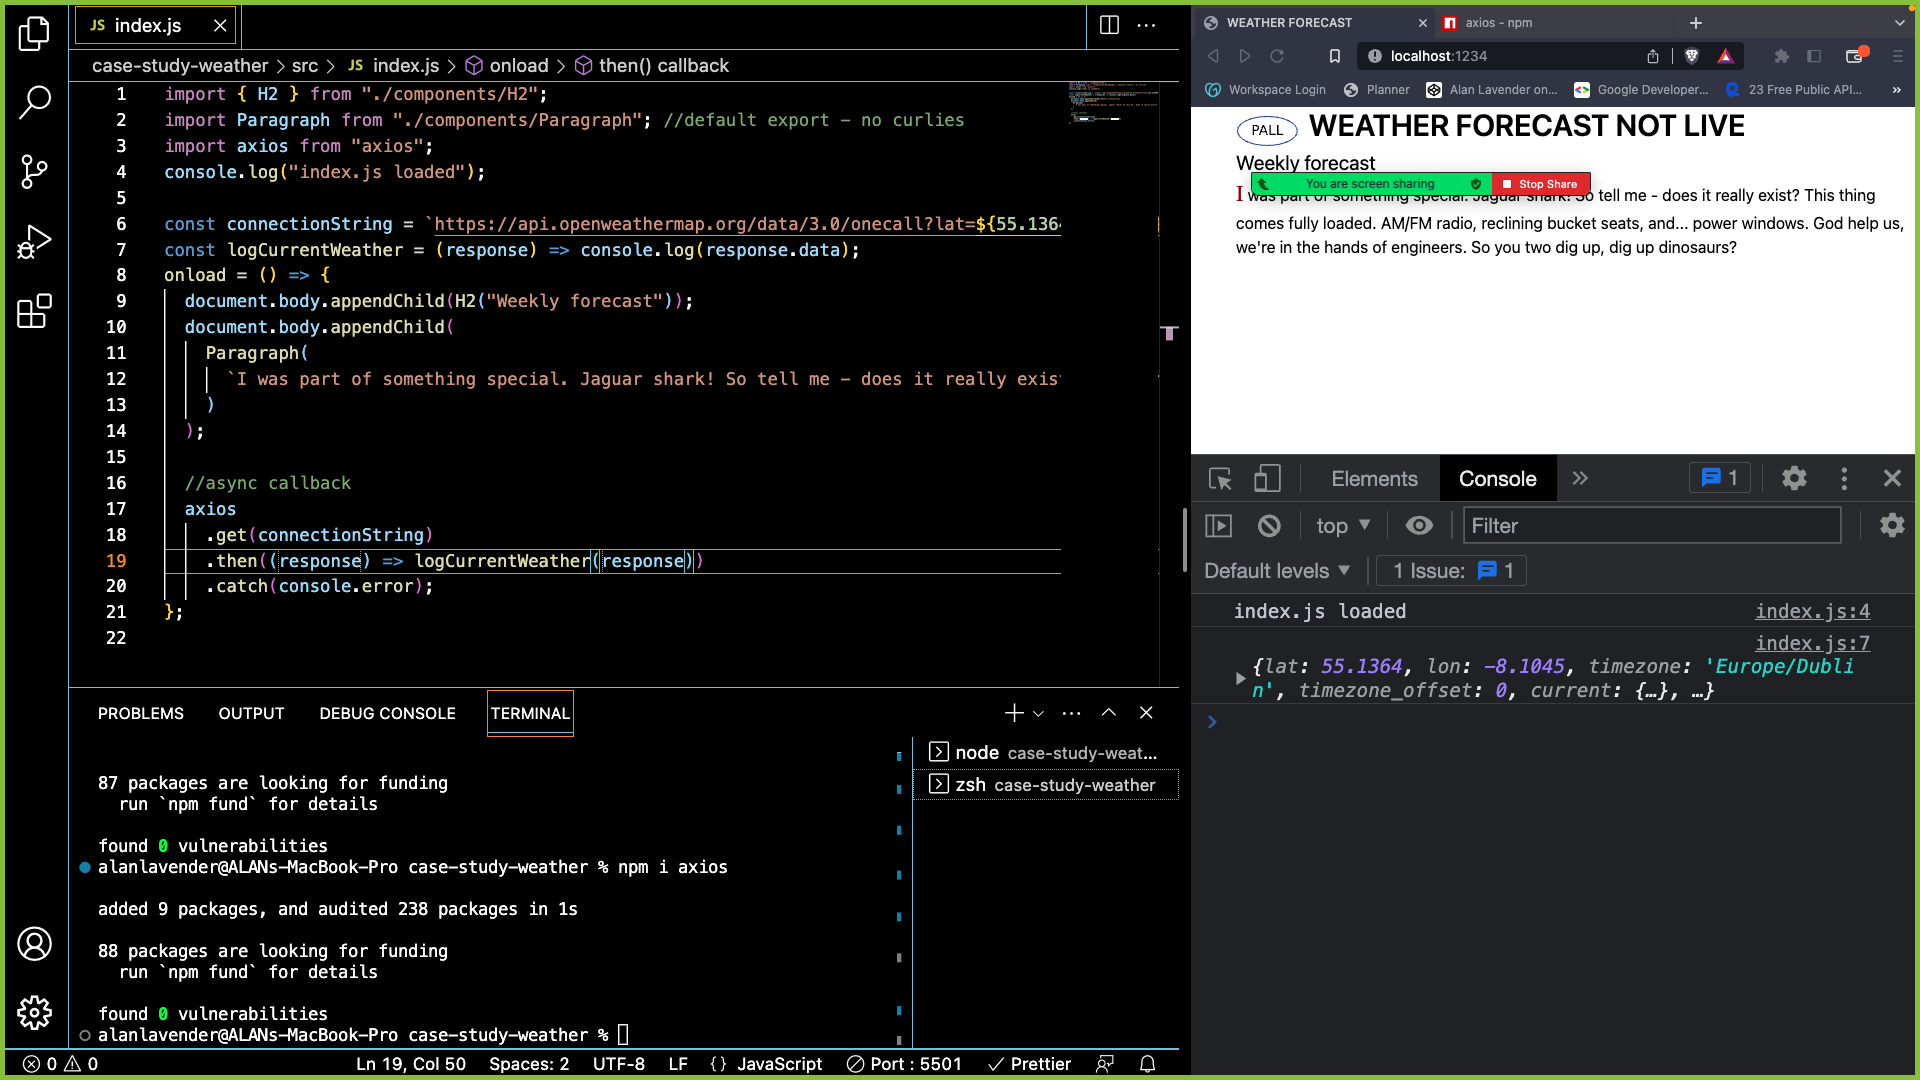 JS index.js
case-study-weather > src > JS index.js > onload > then() callback
1 import { H2 } from "./components/H2";
2 import Paragraph from "./components/Paragraph"; //default export - no curlies
3 import axios from "axios";
4 console.log("index.js loaded");
5
6 const connectionString = `https://api.openweathermap.org/data/3.0/onecall?lat=${55.1364
7 const logCurrentWeather = (response) => console.log(response.data);
8 onload = () => {
9 document.body.appendChild(H2("Weekly forecast"));
10 document.body.appendChild(
11 Paragraph(
12 `I was part of something special. Jaguar shark! So tell me - does it really exis
13 )
14 );
15
16 //async callback
17 axios
18 .get(connectionString)
19 .then((response) => logCurrentWeather(response))
20 .catch(console.error);
21 };
22
PROBLEMS OUTPUT DEBUG CONSOLE TERMINAL
87 packages are looking for funding
run `npm fund` for details
found 0 vulnerabilities
alanlavender@ALANs-MacBook-Pro case-study-weather % npm i axios
added 9 packages, and audited 238 packages in 1s
88 packages are looking for funding
run `npm fund` for details
found 0 vulnerabilities
alanlavender@ALANs-MacBook-Pro case-study-weather %
node case-study-weat...
zsh case-study-weather
0 0 Ln 19, Col 50 Spaces: 2 UTF-8 LF {} JavaScript Port : 5501 Prettier
WEATHER FORECAST axios - npm
localhost:1234
Workspace Login Planner Alan Lavender on... Google Developer... 23 Free Public API... »
PALL WEATHER FORECAST NOT LIVE
Weekly forecast
You are screen sharing Stop Share
I was part of something special. Jaguar shark! So tell me - does it really exist? This thing
comes fully loaded. AM/FM radio, reclining bucket seats, and... power windows. God help us,
we're in the hands of engineers. So you two dig up, dig up dinosaurs?
Elements Console » 1
top Filter
Default levels 1 Issue: 1
index.js loaded index.js:4
index.js:7
{lat: 55.1364, lon: -8.1045, timezone: 'Europe/Dubli
n', timezone_offset: 0, current: {…}, …}